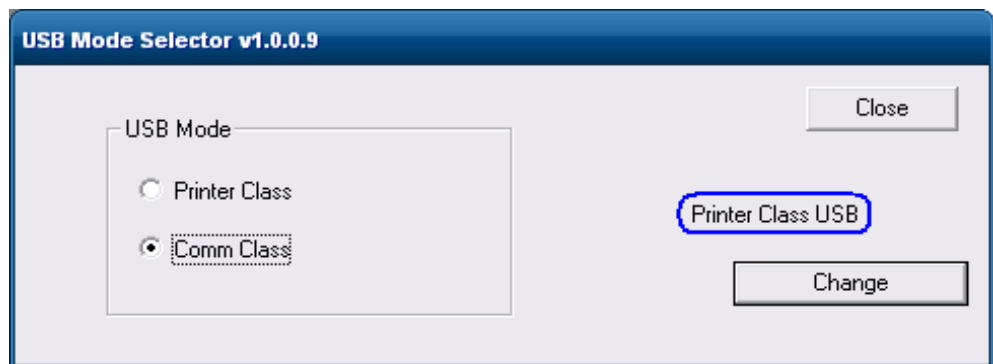 USB Mode Selector v1.0.0.9
Close
USB Mode
Printer Class
Printer Class USB
Comm Class
Change